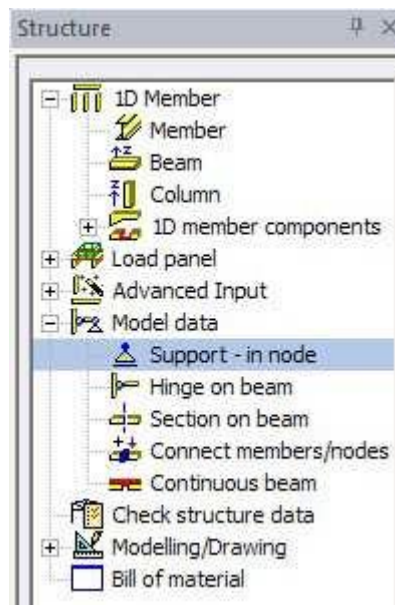 Structure
1D Member
Member
Beam
Column
1D member components
Load panel
Advanced Input
Model data
Support - in node
Hinge on beam
Section on beam
Connect members/nodes
Continuous beam
Check structure data
Modelling/Drawing
Bill of material